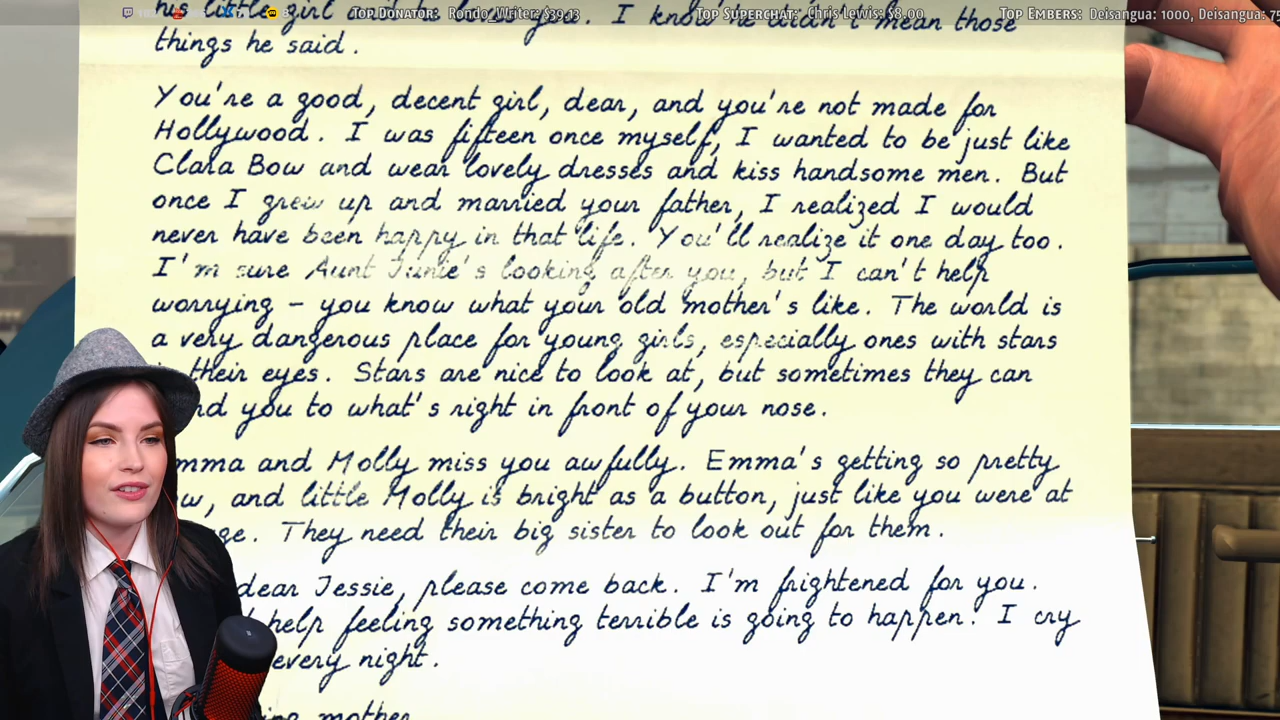 Top Donator: Rondo_Writer: $39.13
Top Superchat: Chris Lewis: $8.00
Top Embers: Deisangua: 1000, Deisangua: 75
his little girl I know he didn't mean those
things he said.
You're a good, decent girl, dear, and you're not made for
Hollywood. I was fifteen once myself, I wanted to be just like
Clara Bow and wear lovely dresses and kiss handsome men. But
once I grew up and married your father, I realized I would
never have been happy in that life. You'll realize it one day too.
I'm sure Aunt Junie's looking after you, but I can't help
worrying – you know what your old mother's like. The world is
a very dangerous place for young girls, especially ones with stars
their eyes. Stars are nice to look at, but sometimes they can
you to what's right in front of your nose.
and Molly miss you awfully. Emma's getting so pretty
and little Molly is bright as a button, just like you were at
They need their big sister to look out for them.
dear Jessie, please come back. I'm frightened for you.
help feeling something terrible is going to happen. I cry
every night.
mother